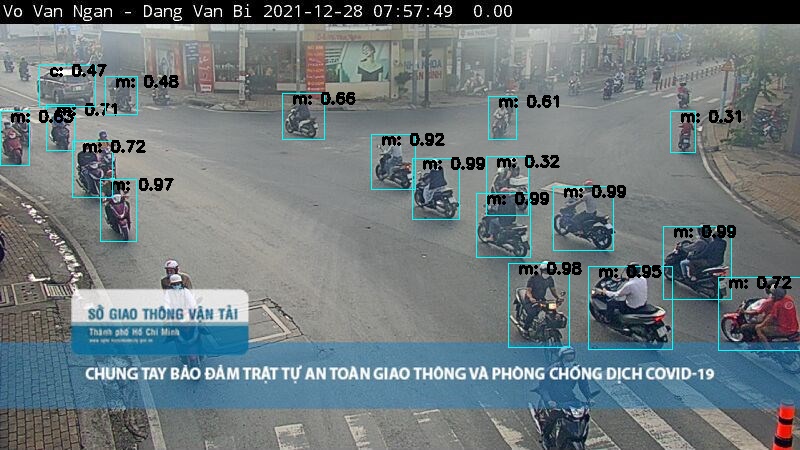 Vo Van Ngan - Dang Van Bi 2021-12-28 07:57:49 0.00
c: 0.47
m: 0.48
m: 0.66
m: 0.61
m: 0.63
0.71
m: 0.31
m: 0.72
m: 0.92
m: 0.99
m: 0.32
m: 0.97
m: 0.99
m: 0.99
m: 0.99
m: 0.98
m: 0.95
m: 0.72
SỞ GIAO THÔNG VẬN TẢI
Thành phố Hồ Chí Minh
CHUNG TAY BẢO ĐẢM TRẬT TỰ AN TOÀN GIAO THÔNG VÀ PHÒNG CHỐNG DỊCH COVID-19